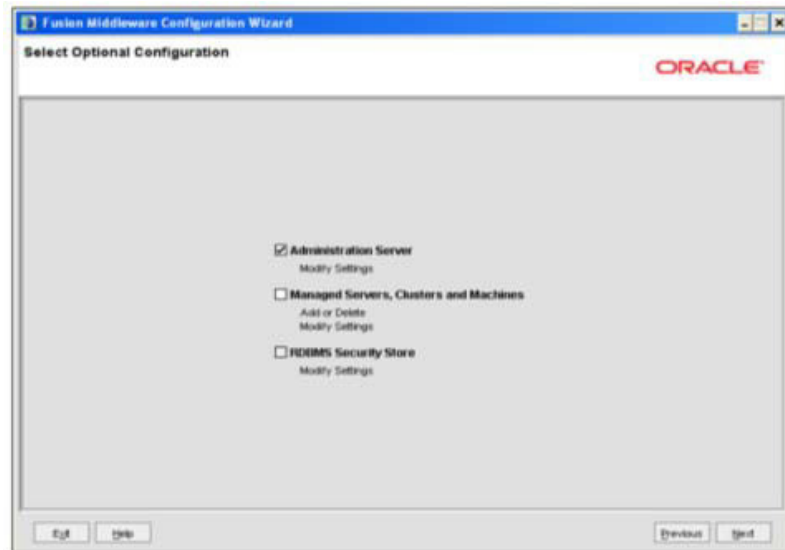 Fusion Middleware Configuration Wizard
Select Optional Configuration
ORACLE
Administration Server
Modify Settings
Managed Servers, Clusters and Machines
Add or Delete
Modify Settings
RDBMS Security Store
Modify Settings
Exit
Help
Previous
Next